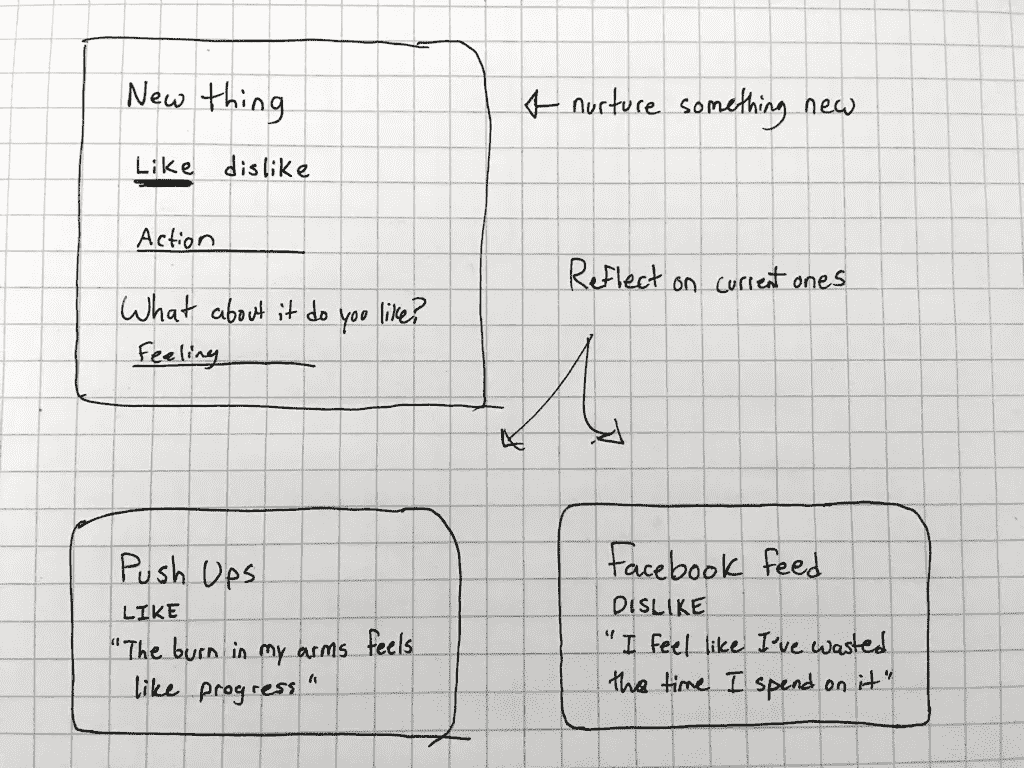 New thing
← nurture something new
Like dislike
Action
Reflect on current ones
What about it do you like?
Feeling
Push Ups
LIKE
"The burn in my arms feels
like progress"
Facebook feed
DISLIKE
"I feel like I've wasted
the time I spend on it"